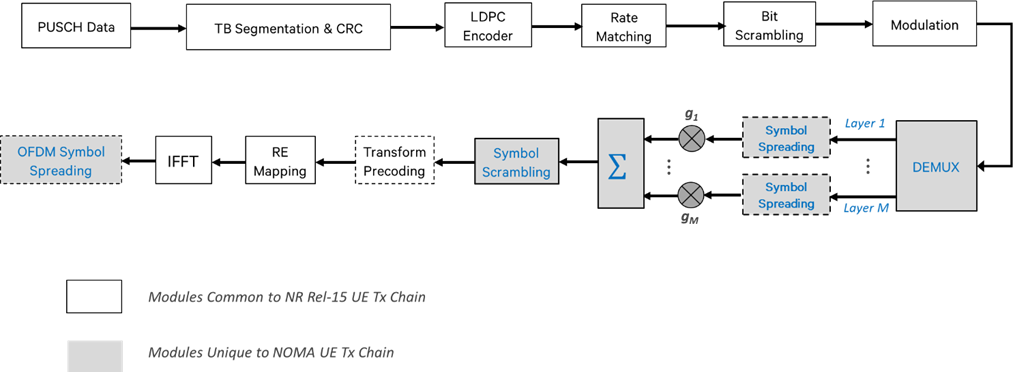 PUSCH Data
TB Segmentation & CRC
LDPC
Encoder
Rate
Matching
Bit
Scrambling
Modulation
OFDM Symbol
Spreading
IFFT
RE
Mapping
Transform
Precoding
Symbol
Scrambling
Σ
g1
⋮
gM
Symbol
Spreading
Symbol
Spreading
Layer 1
⋮
Layer M
DEMUX
Modules Common to NR Rel-15 UE Tx Chain
Modules Unique to NOMA UE Tx Chain